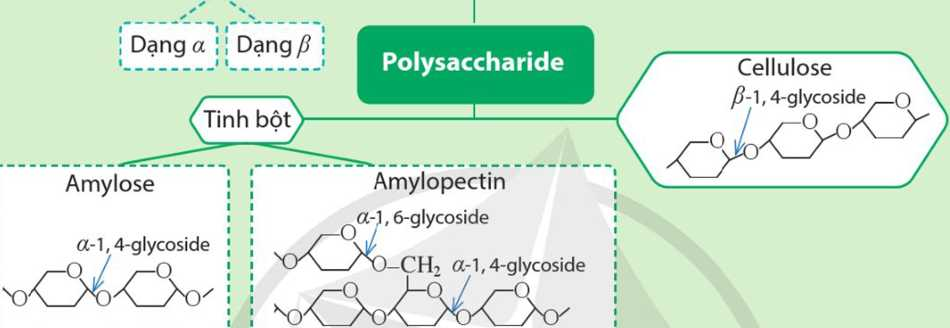 Dạng α
Dạng β
Polysaccharide
Cellulose
β-1, 4-glycoside
O
O
O
O
O
Tinh bột
Amylose
α-1, 4-glycoside
O
O
O
O
O
Amylopectin
α-1, 6-glycoside
O
O
O–CH₂
α-1, 4-glycoside
O
O
O
O
O
O
O